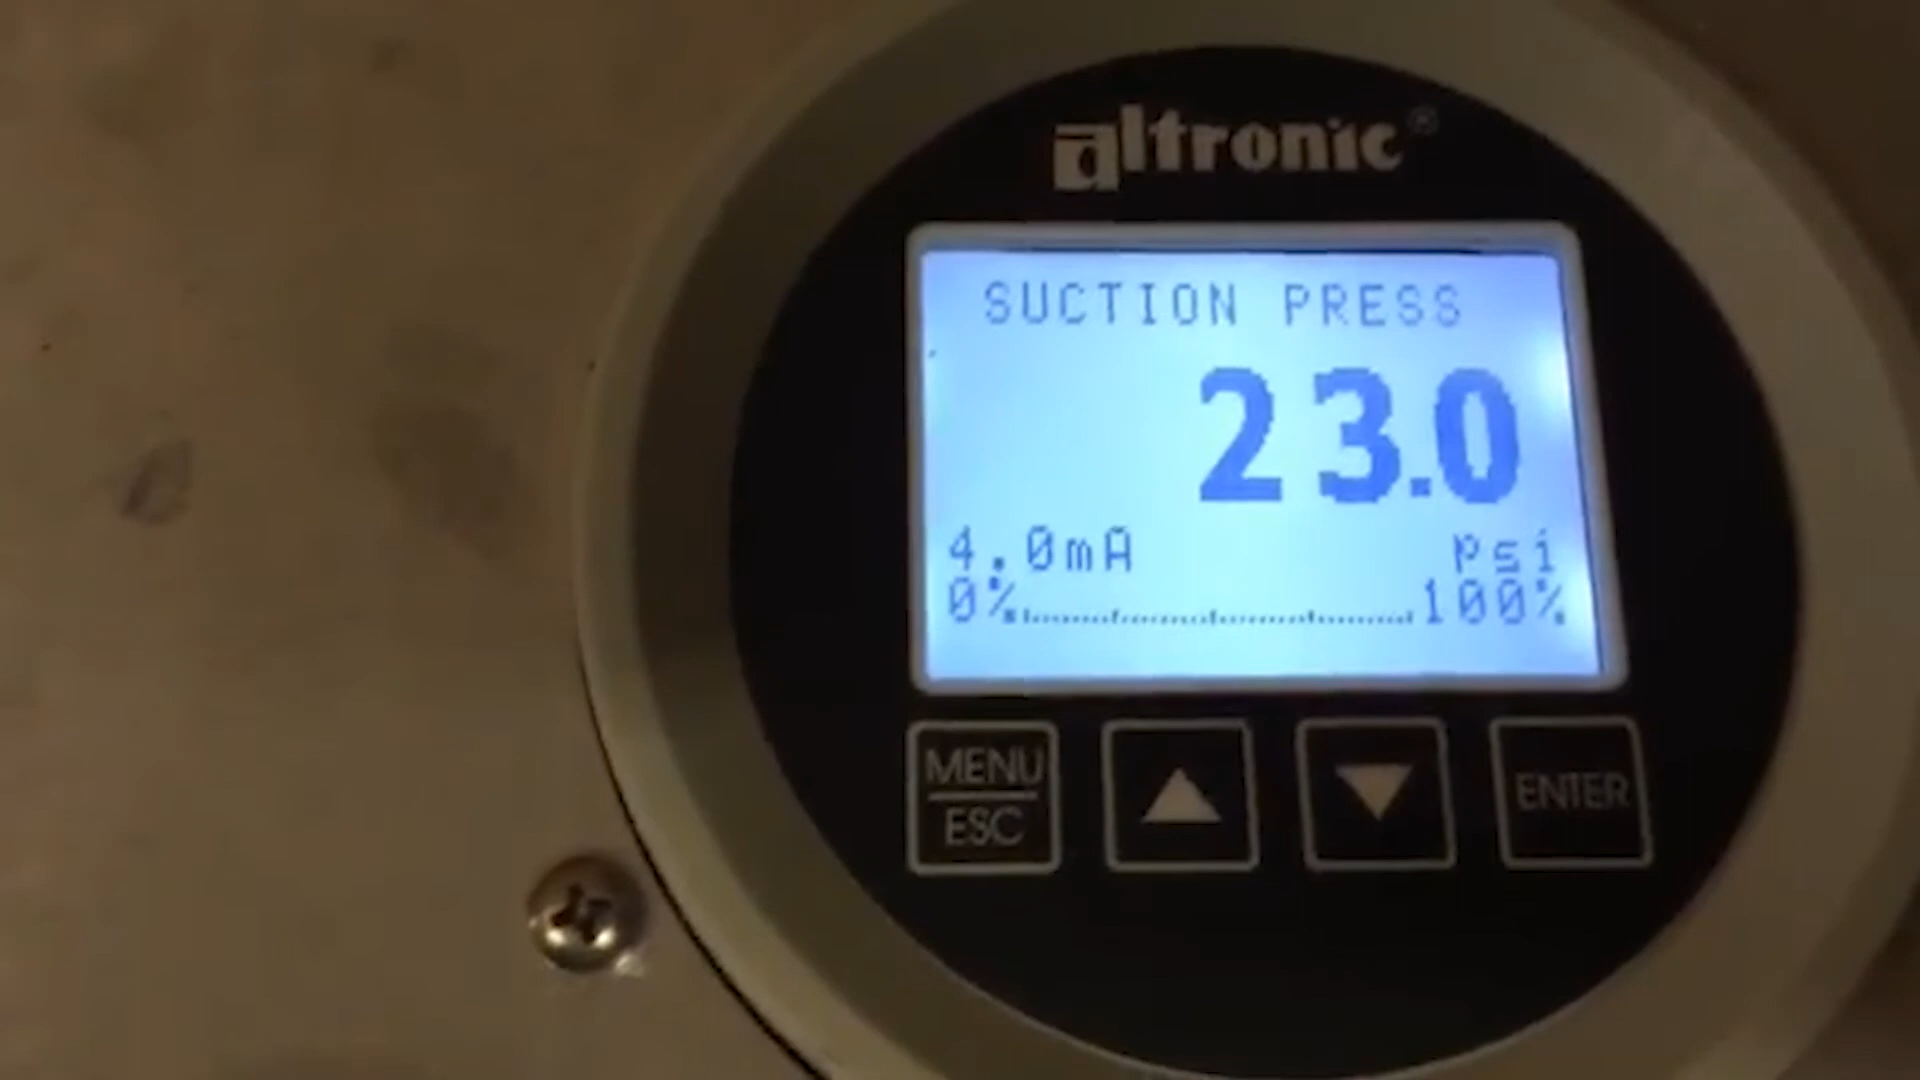 altronic®
SUCTION PRESS
23.0
4.0mA psi
0% 100%
MENU
ESC
ENTER